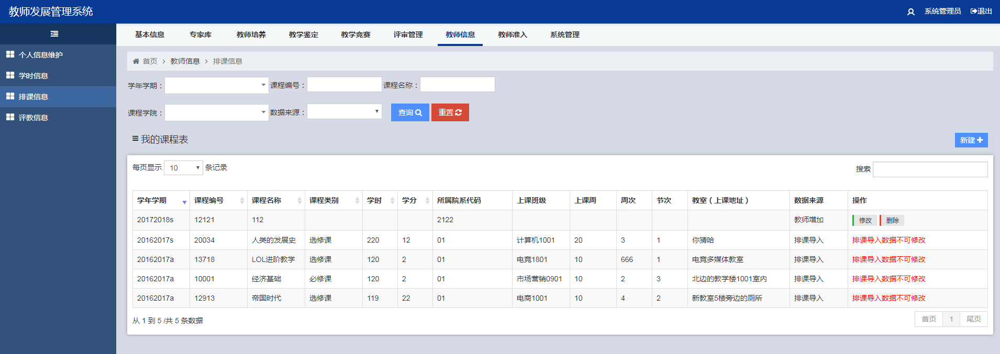 教师发展管理系统
系统管理员 退出
基本信息 专家库 教师培养 教学鉴定 教学竞赛 评审管理 教师信息 教师准入 系统管理
个人信息维护
学时信息
排课信息
评教信息
首页 > 教师信息 > 排课信息
学年学期： 课程编号： 课程名称：
课程学院： 数据来源： 查询 重置
我的课程表 新建
每页显示 10 条记录 搜索
学年学期 课程编号 课程名称 课程类别 学时 学分 所属院系代码 上课班级 上课周 周次 节次 教室（上课地址） 数据来源 操作
20172018s 12121 112 2122 教师增加 修改 删除
20162017s 20034 人类的发展史 选修课 220 12 01 计算机1001 20 3 1 你猜哈 排课导入 排课导入数据不可修改
20162017a 13718 LOL进阶教学 选修课 120 2 01 电竞1801 10 666 1 电竞多媒体教室 排课导入 排课导入数据不可修改
20162017a 10001 经济基础 必修课 120 2 01 市场营销0901 10 2 3 北边的教学楼1001室内 排课导入 排课导入数据不可修改
20162017a 12913 帝国时代 选修课 119 22 01 电商1001 10 4 2 新教室5楼旁边的厕所 排课导入 排课导入数据不可修改
从 1 到 5 /共 5 条数据 首页 1 尾页